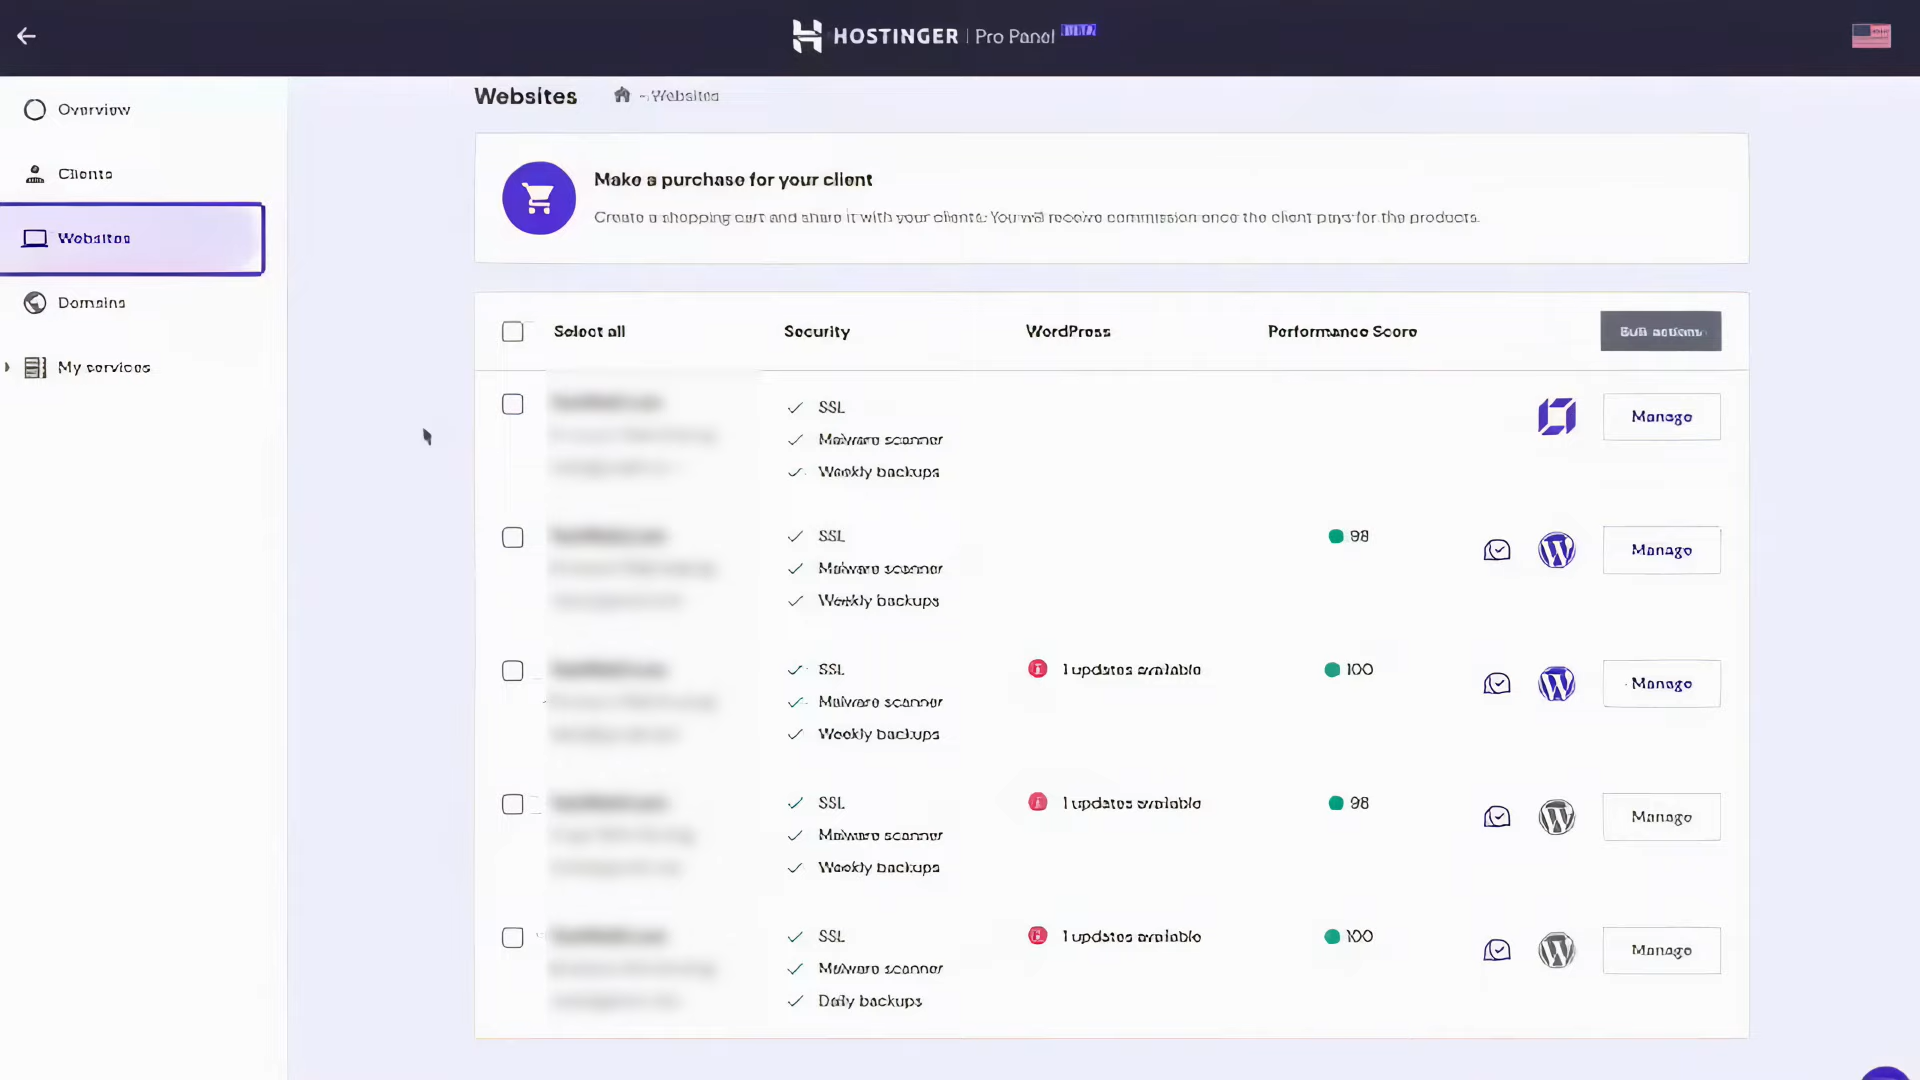 HOSTINGER | Pro Panel
Overview
Clients
Websites
Domains
My services
Websites
- Websites
Make a purchase for your client
Create a shopping cart and share it with your clients. You will receive commission once the client pays for the products.
Select all Security WordPress Performance Score Bulk actions
SSL
Malware scanner
Weekly backups
Manage
SSL 98
Malware scanner
Weekly backups
Manage
SSL 1 updates available 100
Malware scanner
Weekly backups
Manage
SSL 1 updates available 98
Malware scanner
Weekly backups
Manage
SSL 1 updates available 100
Malware scanner
Daily backups
Manage